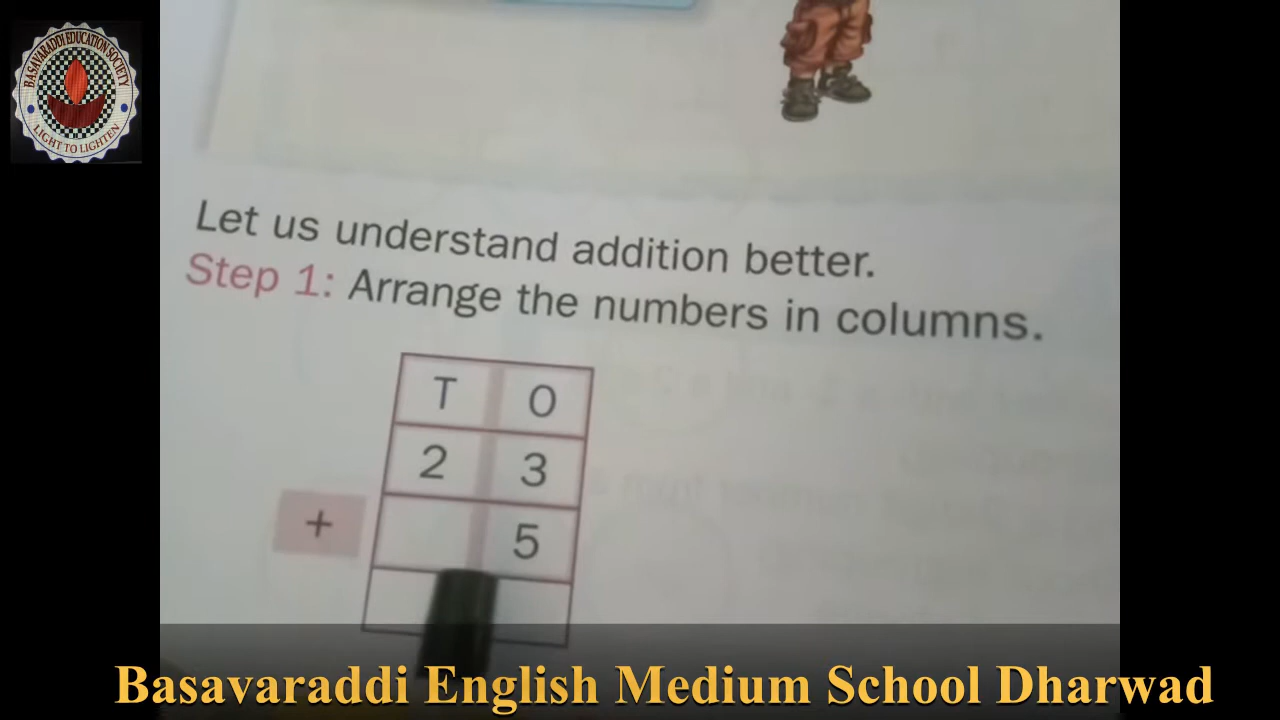 BASAVARADDI EDUCATION SOCIETY
LIGHT TO LIGHTEN
Let us understand addition better.
Step 1: Arrange the numbers in columns.
T O
2 3
+ 5
Basavaraddi English Medium School Dharwad